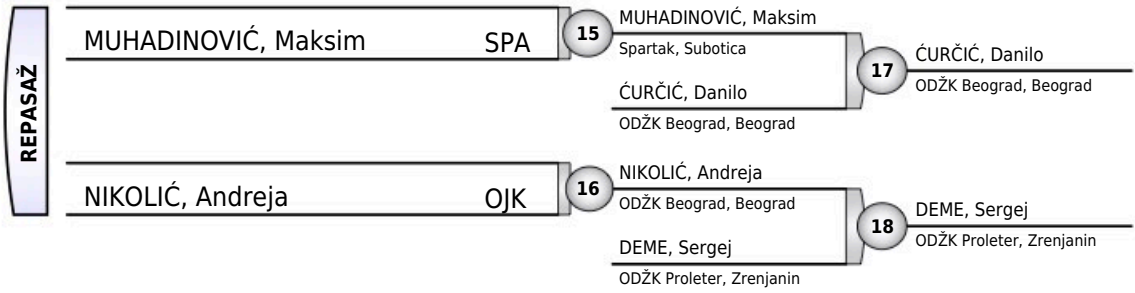 REPASAŽ
MUHADINOVIĆ, Maksim SPA
15
MUHADINOVIĆ, Maksim
Spartak, Subotica
ĆURČIĆ, Danilo
ODŽK Beograd, Beograd
17
ĆURČIĆ, Danilo
ODŽK Beograd, Beograd
NIKOLIĆ, Andreja OJK
16
NIKOLIĆ, Andreja
ODŽK Beograd, Beograd
DEME, Sergej
ODŽK Proleter, Zrenjanin
18
DEME, Sergej
ODŽK Proleter, Zrenjanin